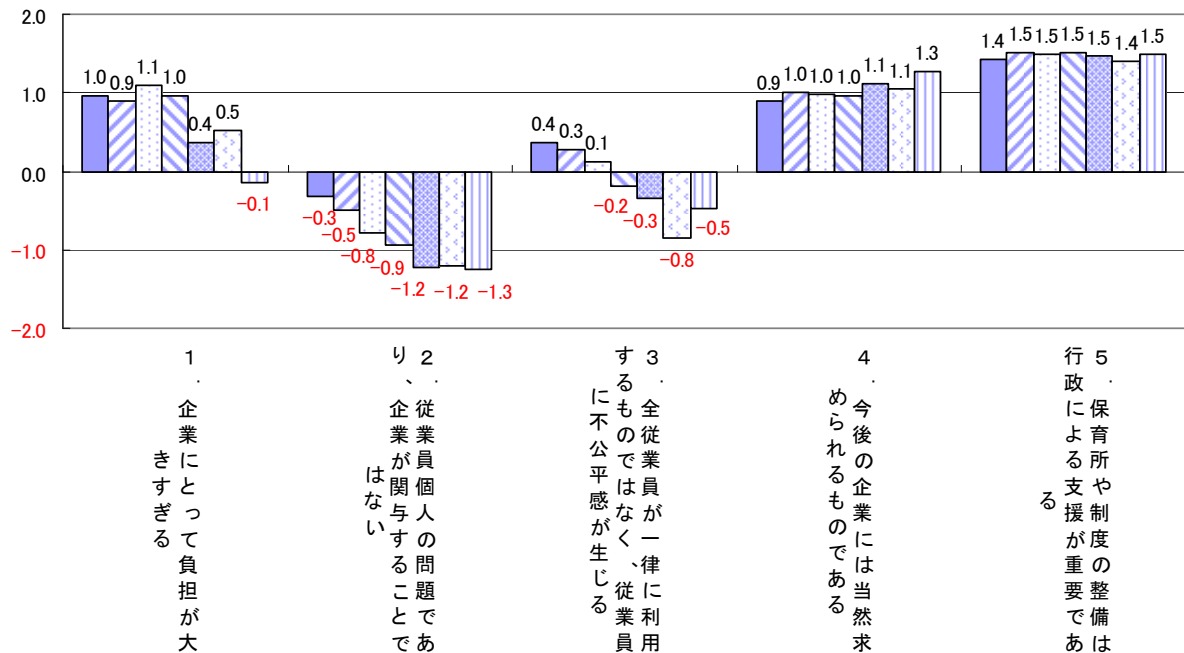 2.0
1.0
0.0
−1.0
−2.0
1.0 0.9 1.1 1.0 0.4 0.5 −0.1
−0.3 −0.5 −0.8 −0.9 −1.2 −1.2 −1.3
0.4 0.3 0.1 −0.2 −0.3 −0.8 −0.5
0.9 1.0 1.0 1.0 1.1 1.1 1.3
1.4 1.5 1.5 1.5 1.5 1.4 1.5
1．企業にとって負担が大
きすぎる
2．従業員個人の問題であ
り、企業が関与することで
はない
3．全従業員が一律に利用
するものではなく、従業員
に不公平感が生じる
4．今後の企業には当然求
められるものである
5．保育所や制度の整備は
行政による支援が重要であ
る